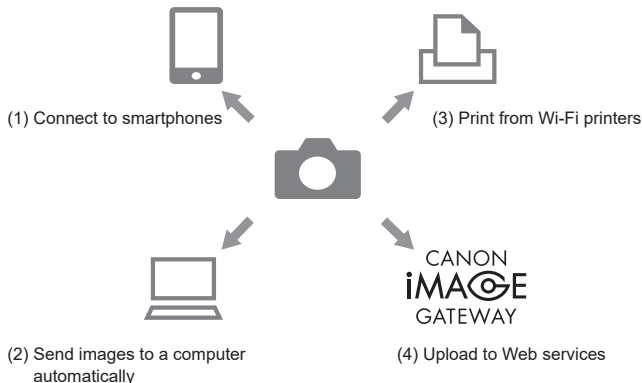 (1) Connect to smartphones
(3) Print from Wi-Fi printers
CANON
iMAGE
GATEWAY
(2) Send images to a computer
automatically
(4) Upload to Web services